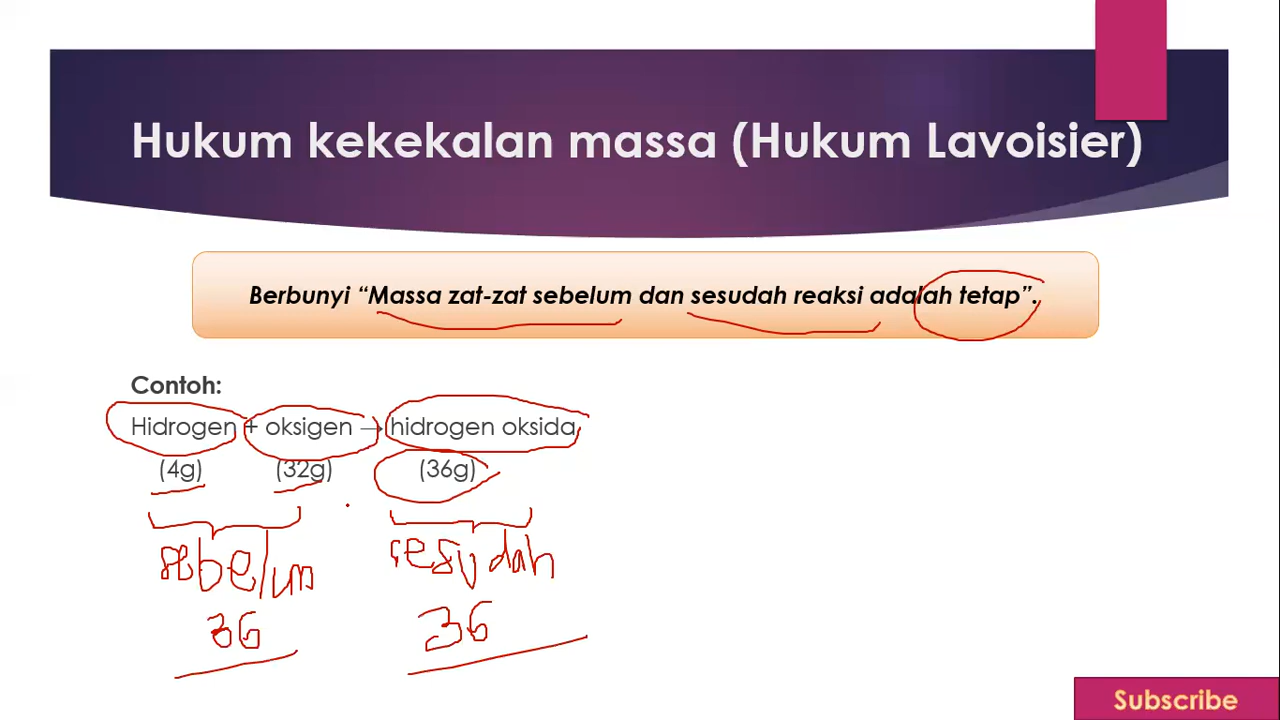 Hukum kekekalan massa (Hukum Lavoisier)
Berbunyi “Massa zat-zat sebelum dan sesudah reaksi adalah tetap”.
Contoh:
Hidrogen + oksigen → hidrogen oksida
(4g) (32g) (36g)
sebelum sesudah
36 36
Subscribe